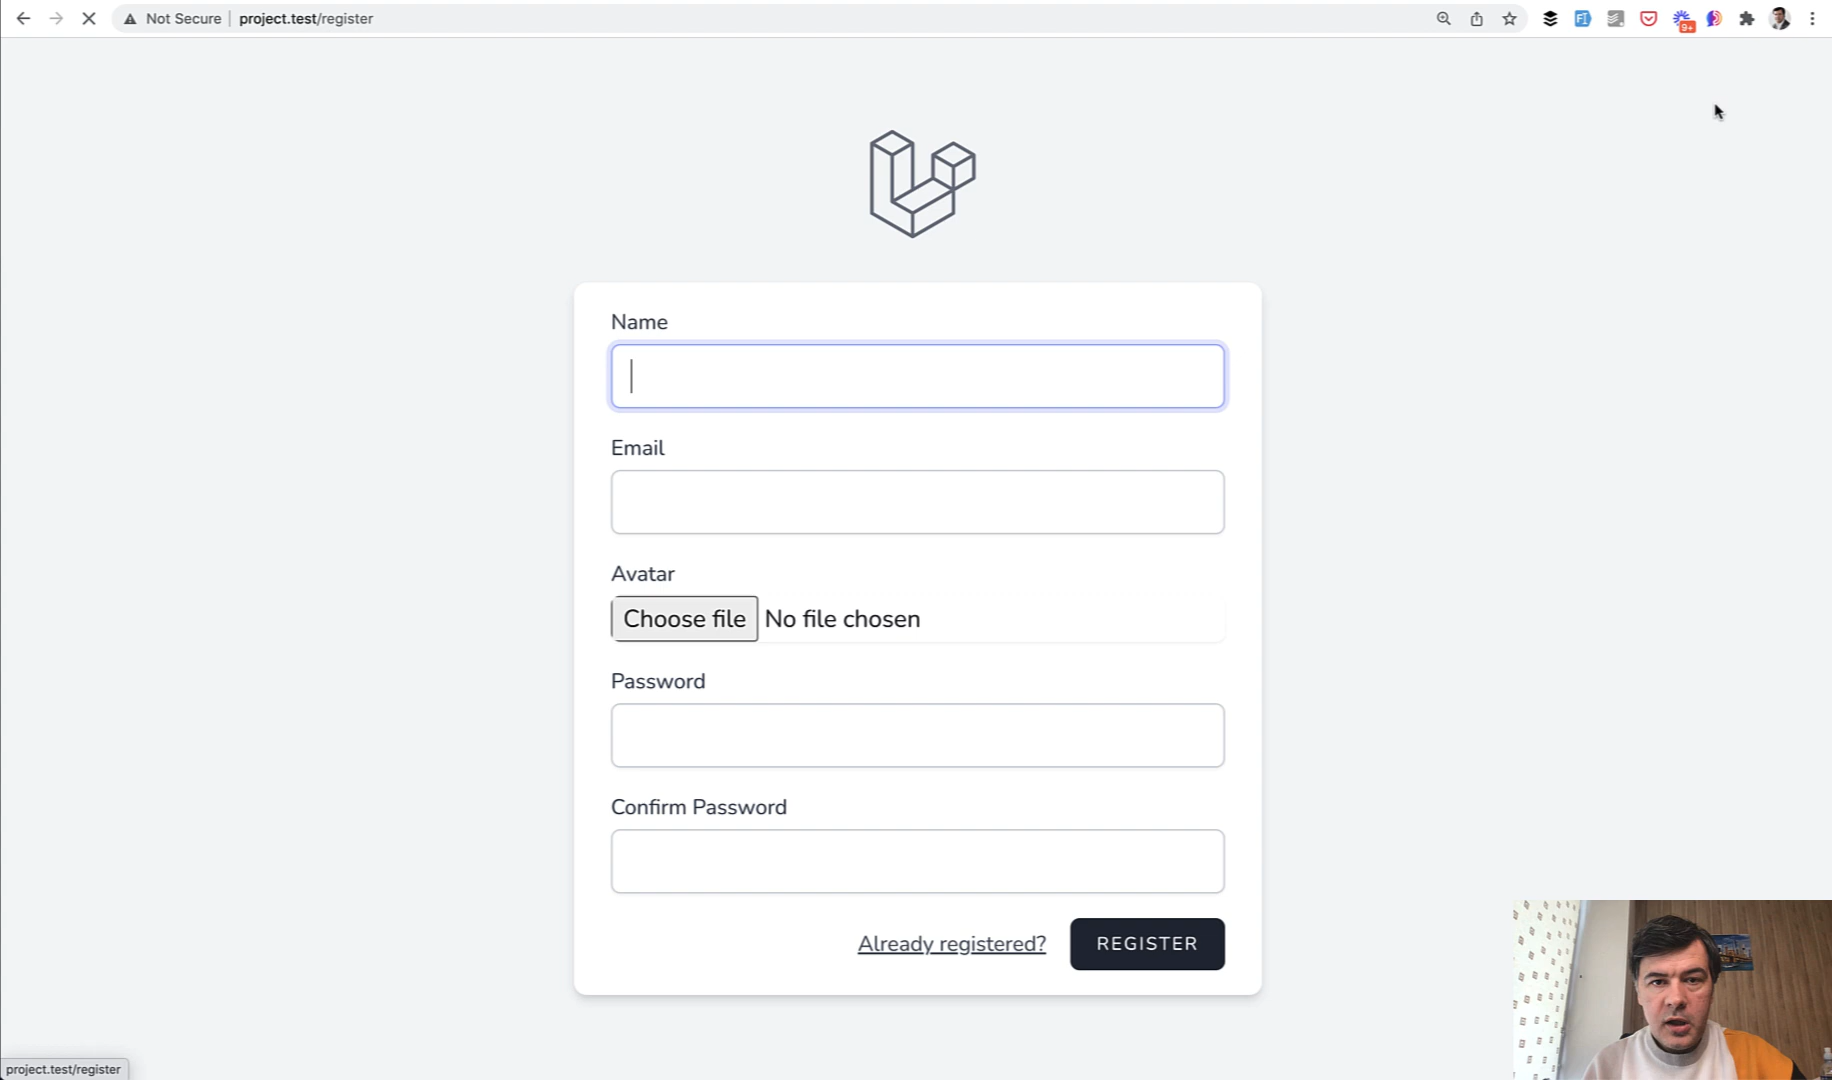 Not Secure project.test/register
9+
Name
Email
Avatar
Choose file No file chosen
Password
Confirm Password
Already registered? REGISTER
project.test/register